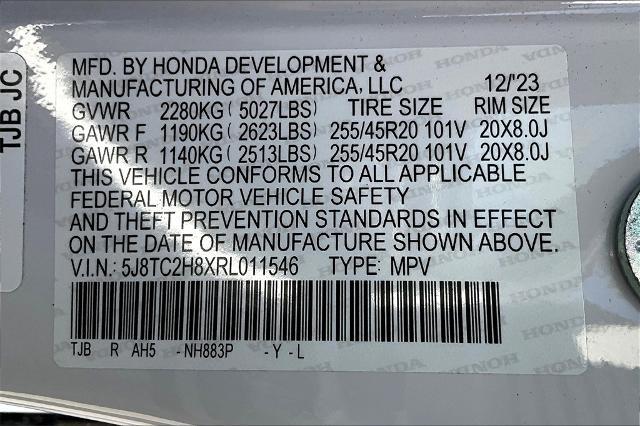 TJB JC
MFD. BY HONDA DEVELOPMENT &
MANUFACTURING OF AMERICA, LLC 12/'23
GVWR 2280KG ( 5027LBS) TIRE SIZE RIM SIZE
GAWR F 1190KG ( 2623LBS) 255/45R20 101V 20X8.0J
GAWR R 1140KG ( 2513LBS) 255/45R20 101V 20X8.0J
THIS VEHICLE CONFORMS TO ALL APPLICABLE
FEDERAL MOTOR VEHICLE SAFETY
AND THEFT PREVENTION STANDARDS IN EFFECT
ON THE DATE OF MANUFACTURE SHOWN ABOVE.
V.I.N.: 5J8TC2H8XRL011546 TYPE: MPV
TJB R AH5 - NH883P - Y - L